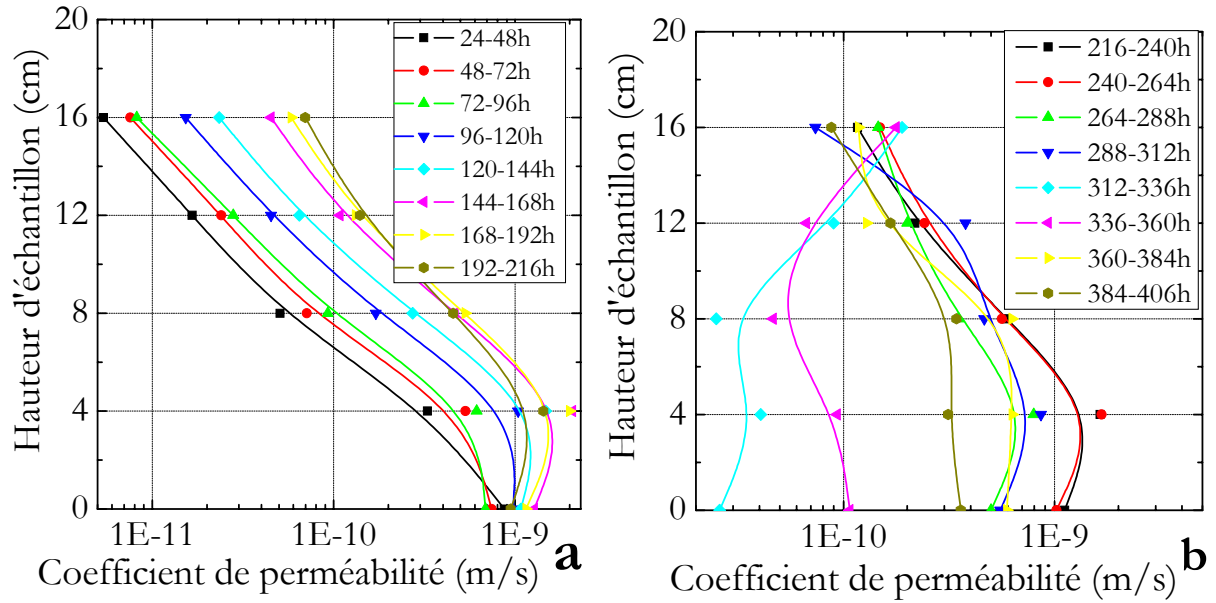 20
16
12
8
4
0
Hauteur d'échantillon (cm)
24-48h
48-72h
72-96h
96-120h
120-144h
144-168h
168-192h
192-216h
1E-11 1E-10 1E-9
Coefficient de perméabilité (m/s)
a
20
16
12
8
4
0
Hauteur d'échantillon (cm)
216-240h
240-264h
264-288h
288-312h
312-336h
336-360h
360-384h
384-406h
1E-10 1E-9
Coefficient de perméabilité (m/s)
b